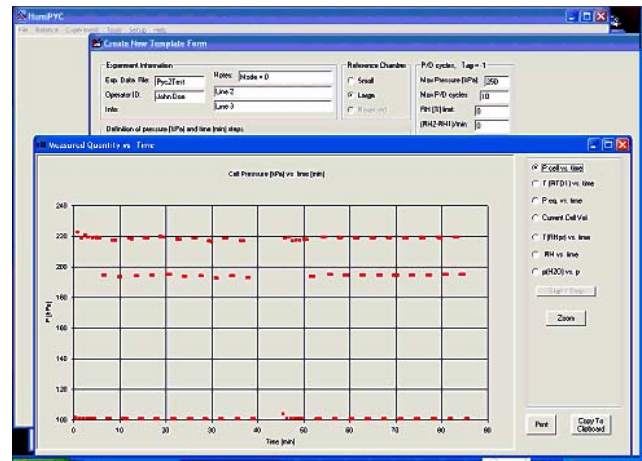 HumiPYC
File Balance Experiment Tools Setup Help
Create New Template Form
Experiment Information
Exp. Data File: Pyc2Test
Operator ID: John Doe
Info:
Notes: Mode = 0
Line-2
Line-3
Reference Chamber
Small
Large
Reserved
P/D cycles, Tag = -1
Max Pressure [kPa] 250
Max P/D cycles 10
RH [%] limit: 0
(RH2-RH1)/min 0
Definition of pressure [kPa] and time [min] steps
Measured Quantity vs. Time
Cell Pressure [kPa] vs. time [min]
240
220
200
180
160
140
120
100
P [kPa]
0 10 20 30 40 50 60 70 80 90
Time [min]
P cell vs. time
T (RTD1) vs. time
P eq. vs. time
Current Cell Vol.
T(RHp) vs. time
RH vs. time
p(H2O) vs. p
Start / Stop
Zoom
Print
Copy To
Clipboard